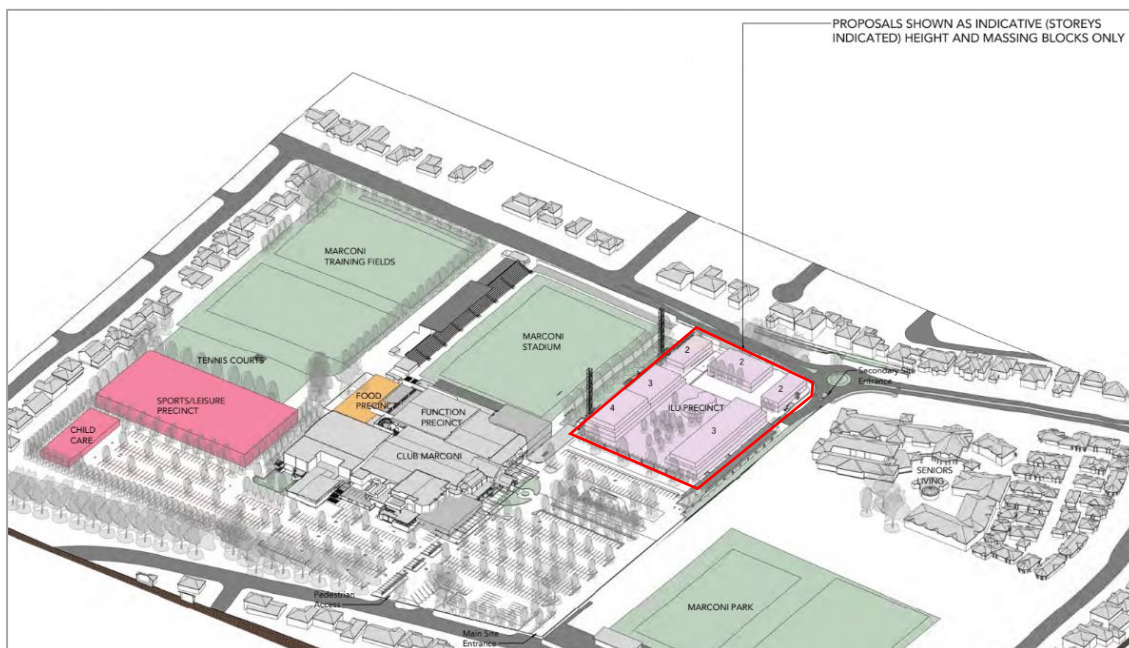 PROPOSALS SHOWN AS INDICATIVE (STOREYS
INDICATED) HEIGHT AND MASSING BLOCKS ONLY
MARCONI
TRAINING FIELDS
MARCONI
STADIUM
TENNIS COURTS
SPORTS/LEISURE
PRECINCT
CHILD
CARE
FOOD
PRECINCT
FUNCTION
PRECINCT
CLUB MARCONI
2
2
2
3
4
ILU PRECINCT
3
Secondary Site
Entrance
SENIORS
LIVING
MARCONI PARK
Pedestrian
Access
Main Site
Entrance